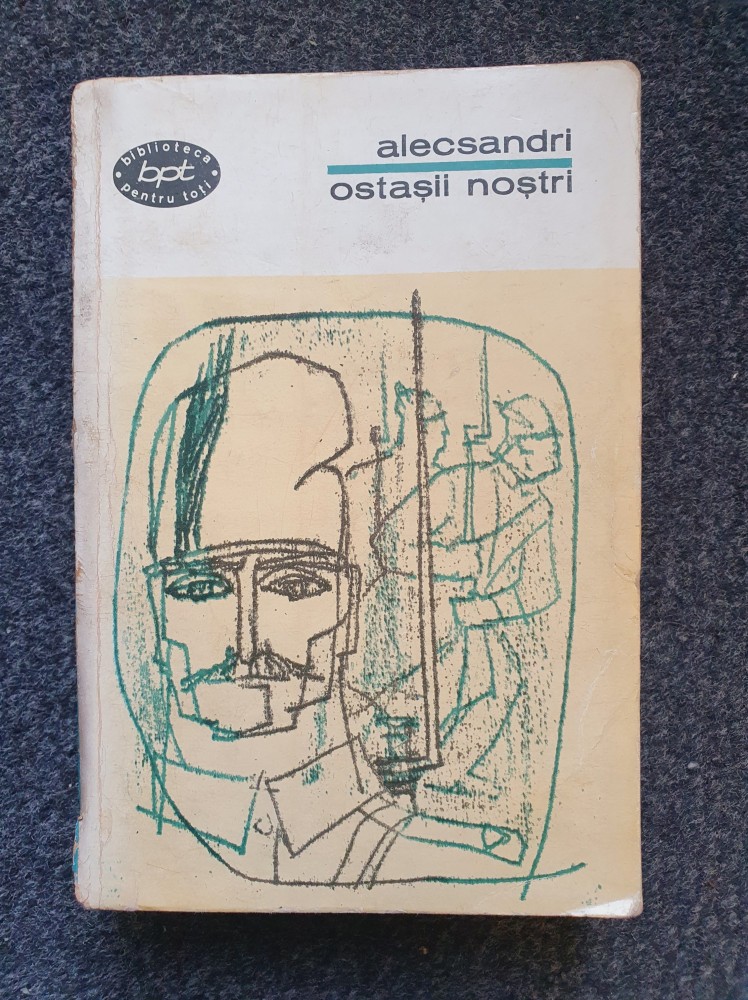 biblioteca
bpt
pentru toți
alecsandri
ostașii noștri